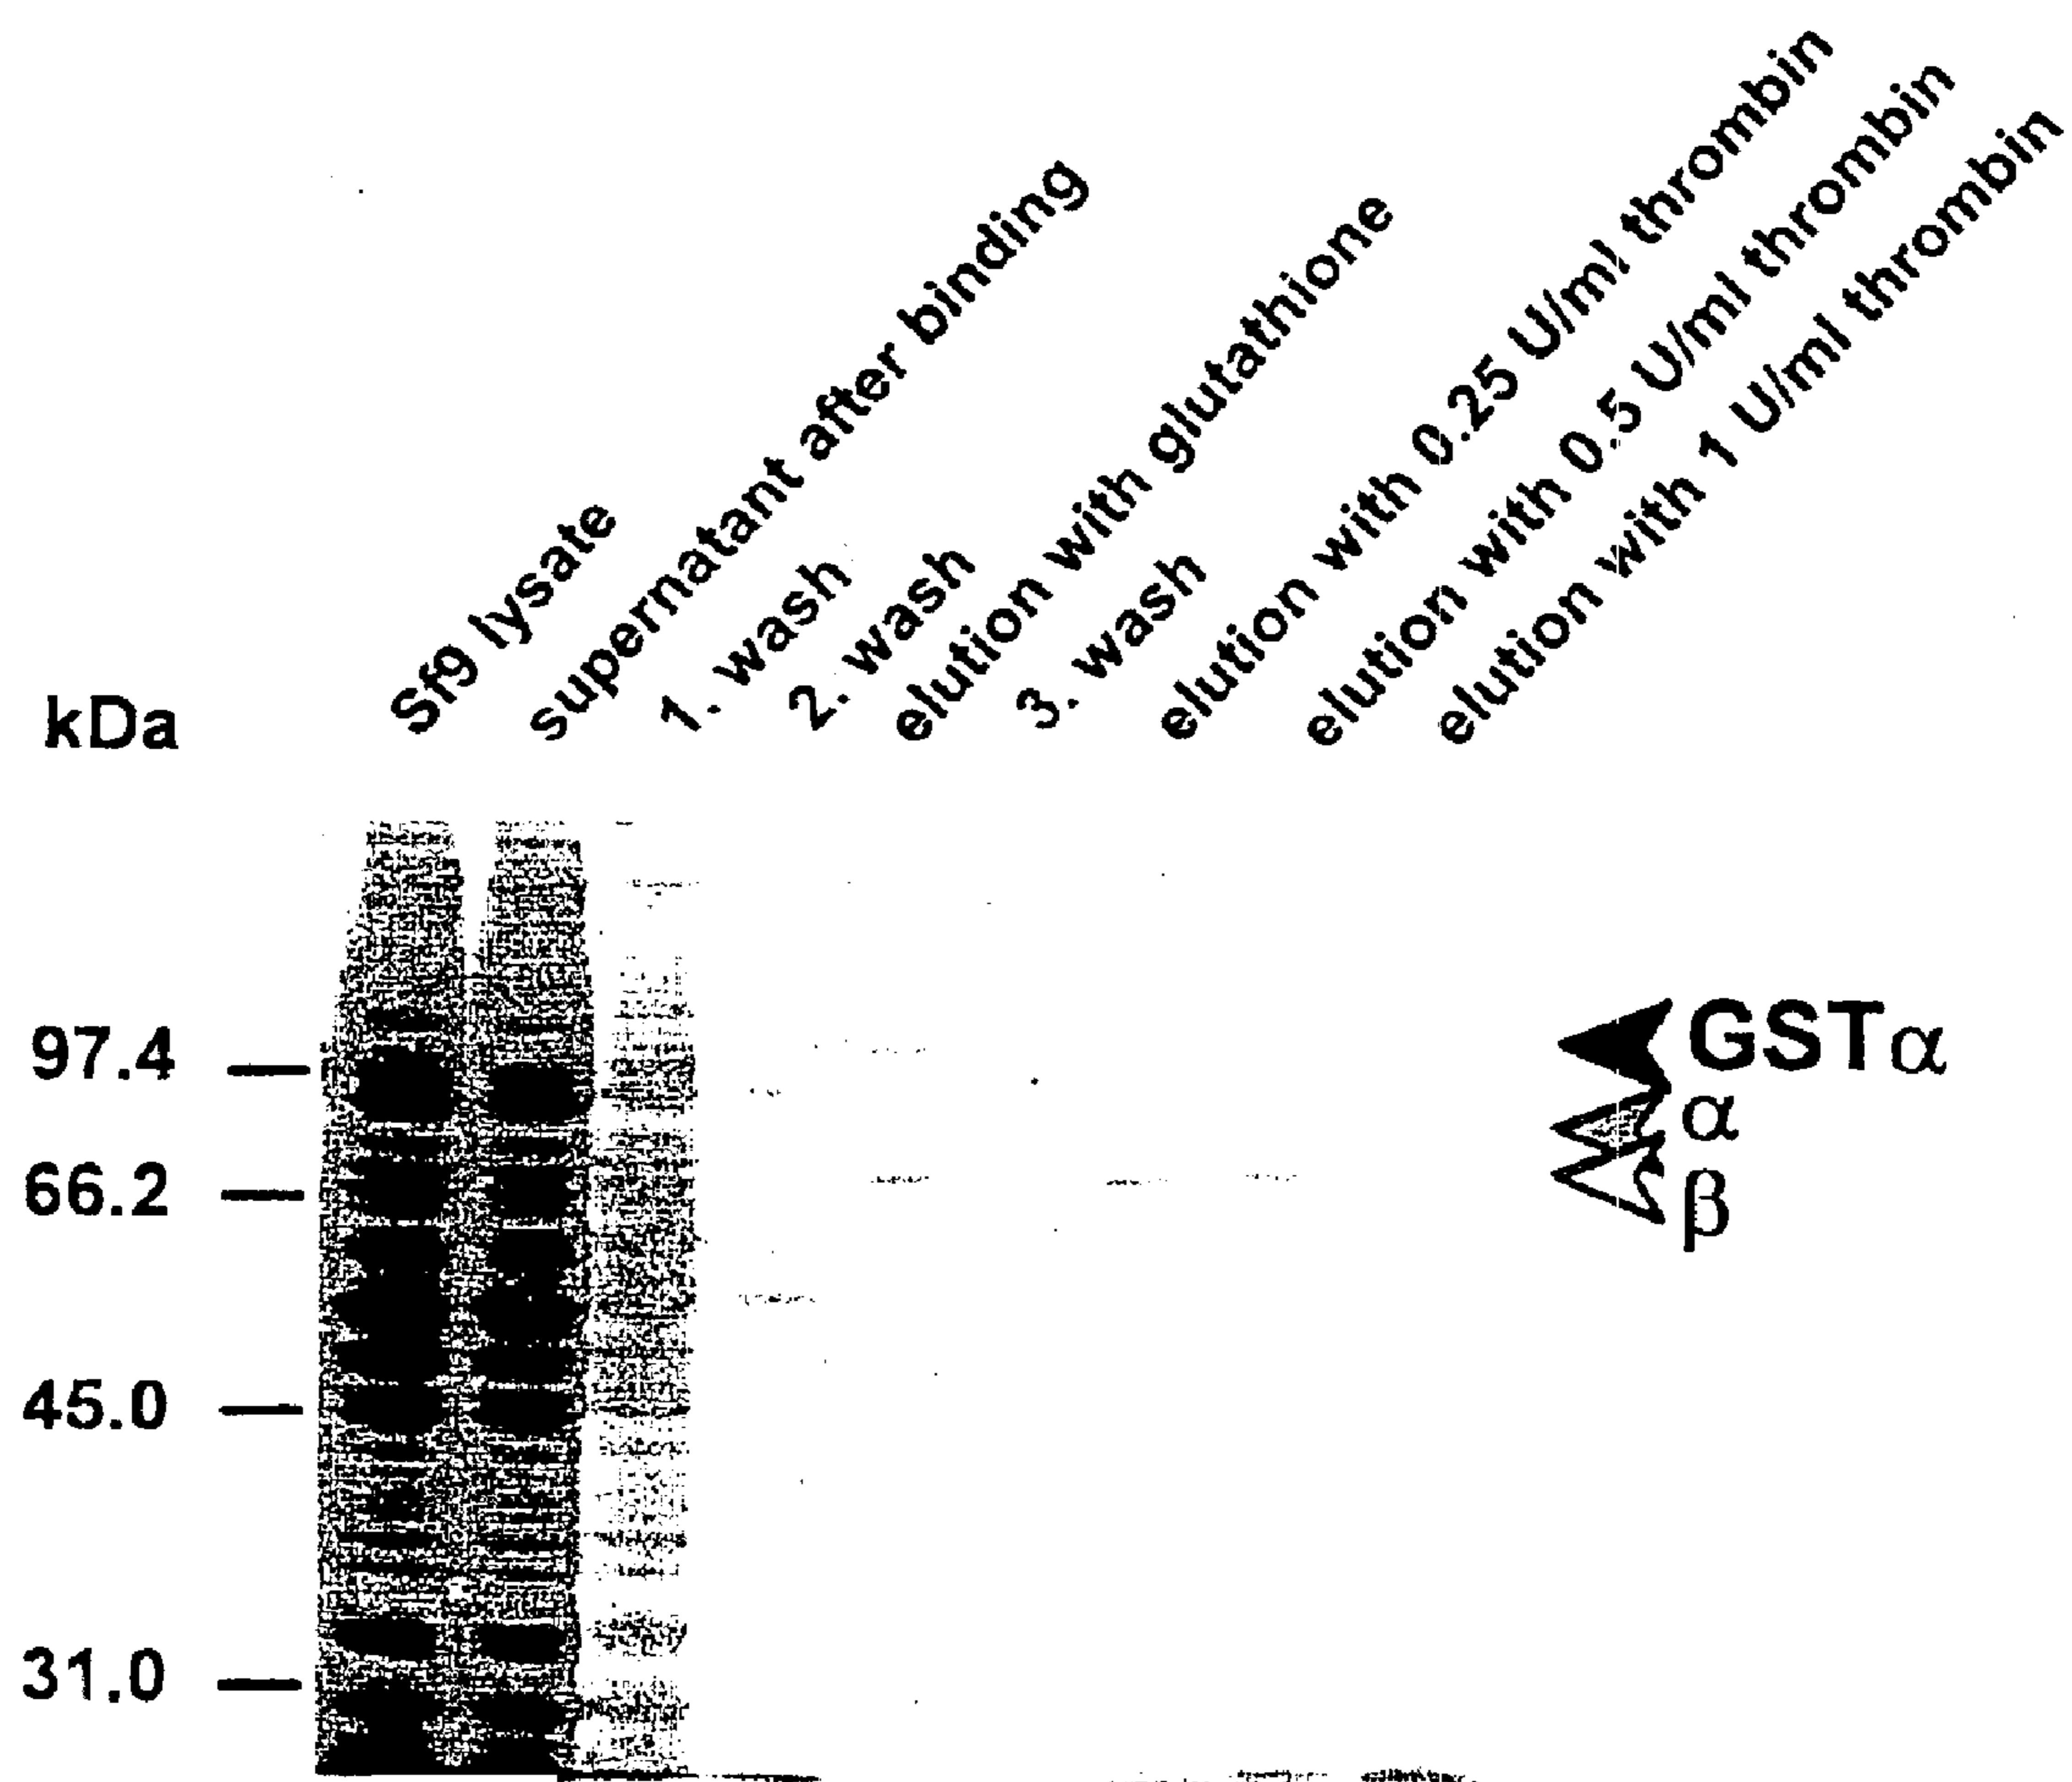 Sf9 lysate
supernatant after binding
1. wash
2. wash
elution with glutathione
3. wash
elution with 0.25 U/ml thrombin
elution with 0.5 U/ml thrombin
elution with 1 U/ml thrombin
kDa
97.4
66.2
45.0
31.0
GSTα
α
β